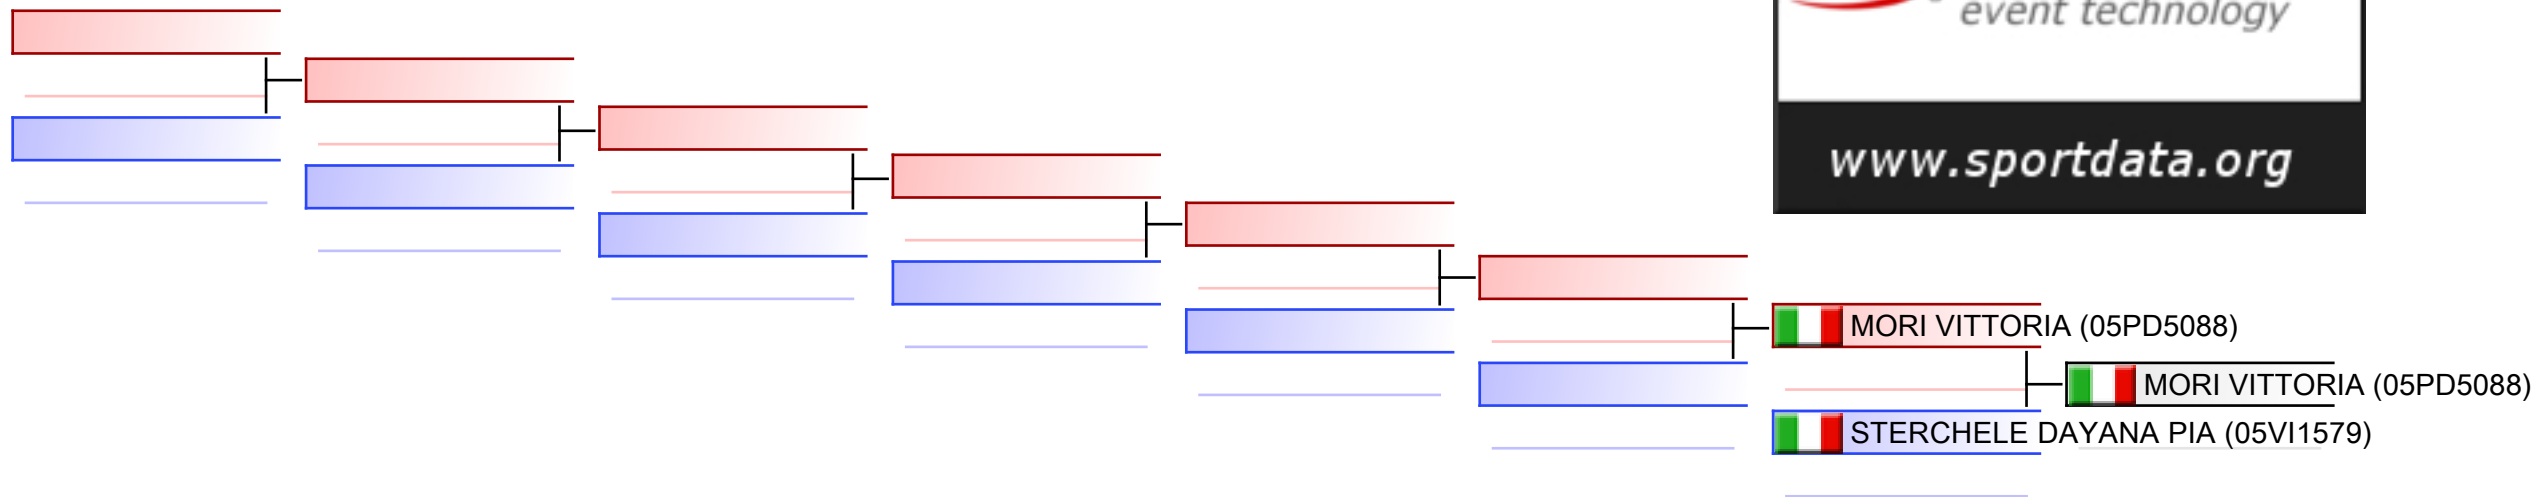 event technology
www.sportdata.org
MORI VITTORIA (05PD5088)
MORI VITTORIA (05PD5088)
STERCHELE DAYANA PIA (05VI1579)